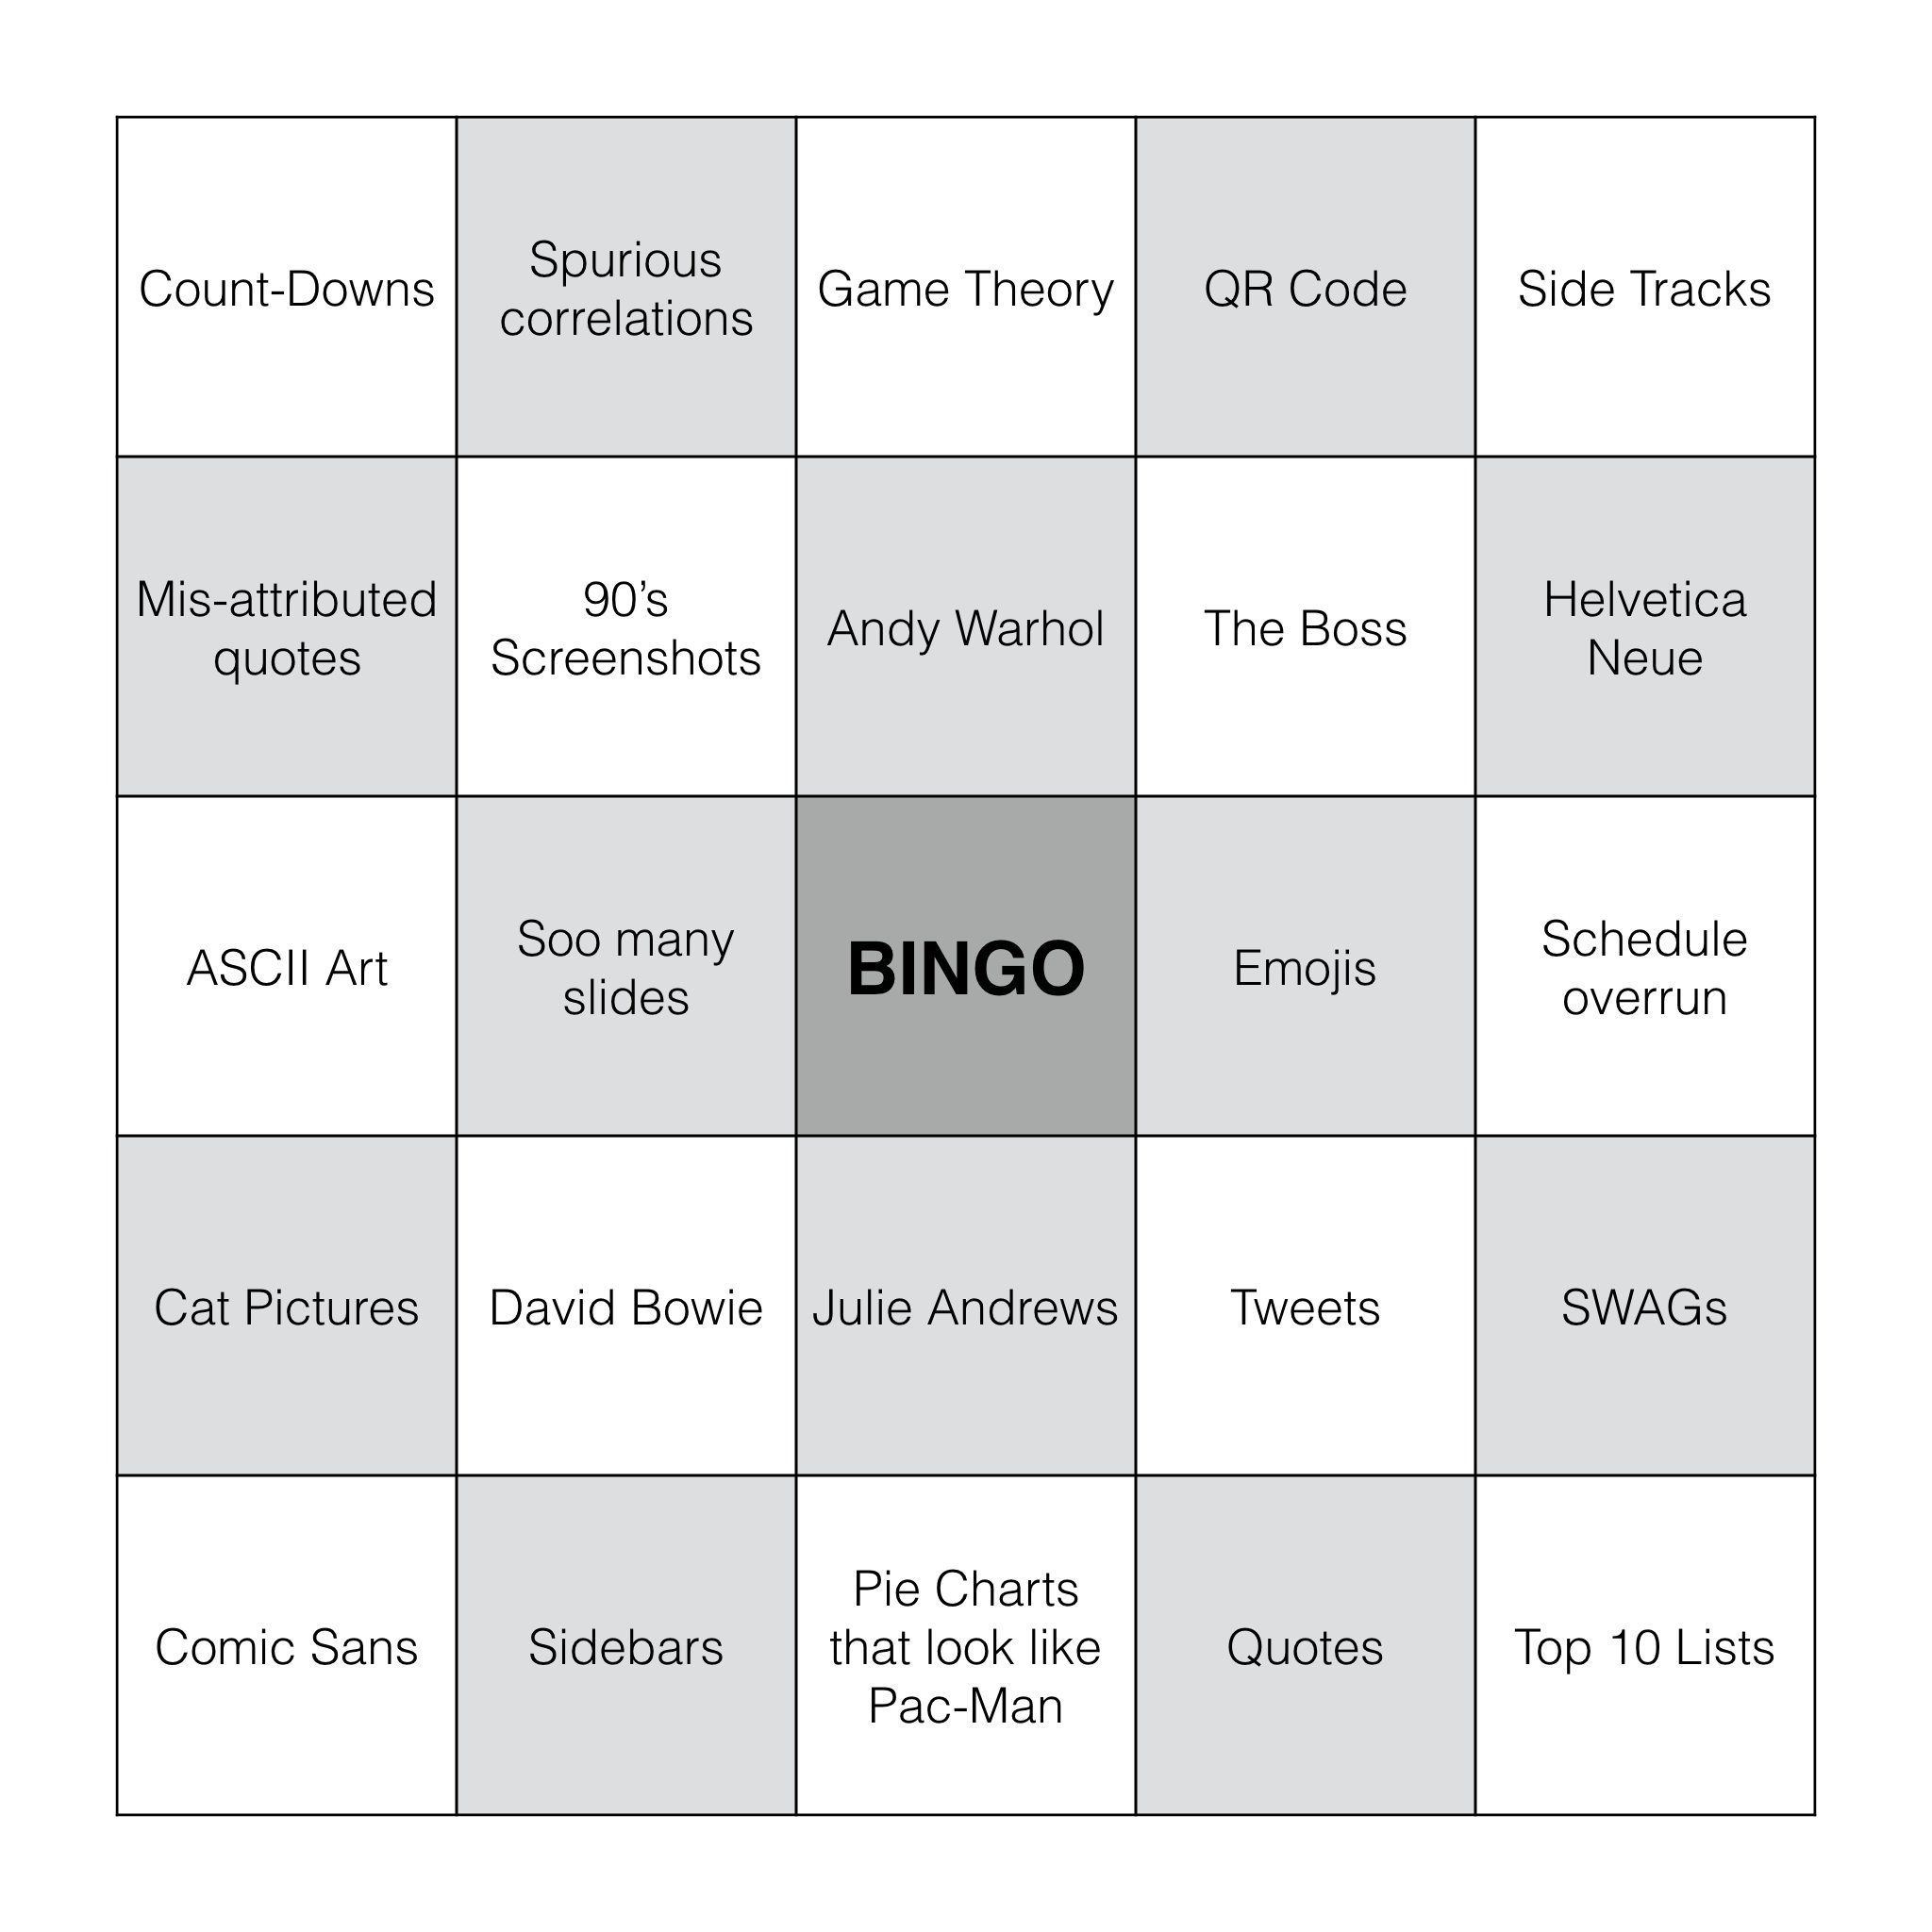 Count-Downs
Spurious
correlations
Game Theory
QR Code
Side Tracks
Mis-attributed
quotes
90’s
Screenshots
Andy Warhol
The Boss
Helvetica
Neue
ASCII Art
Soo many
slides
BINGO
Emojis
Schedule
overrun
Cat Pictures
David Bowie
Julie Andrews
Tweets
SWAGs
Comic Sans
Sidebars
Pie Charts
that look like
Pac-Man
Quotes
Top 10 Lists